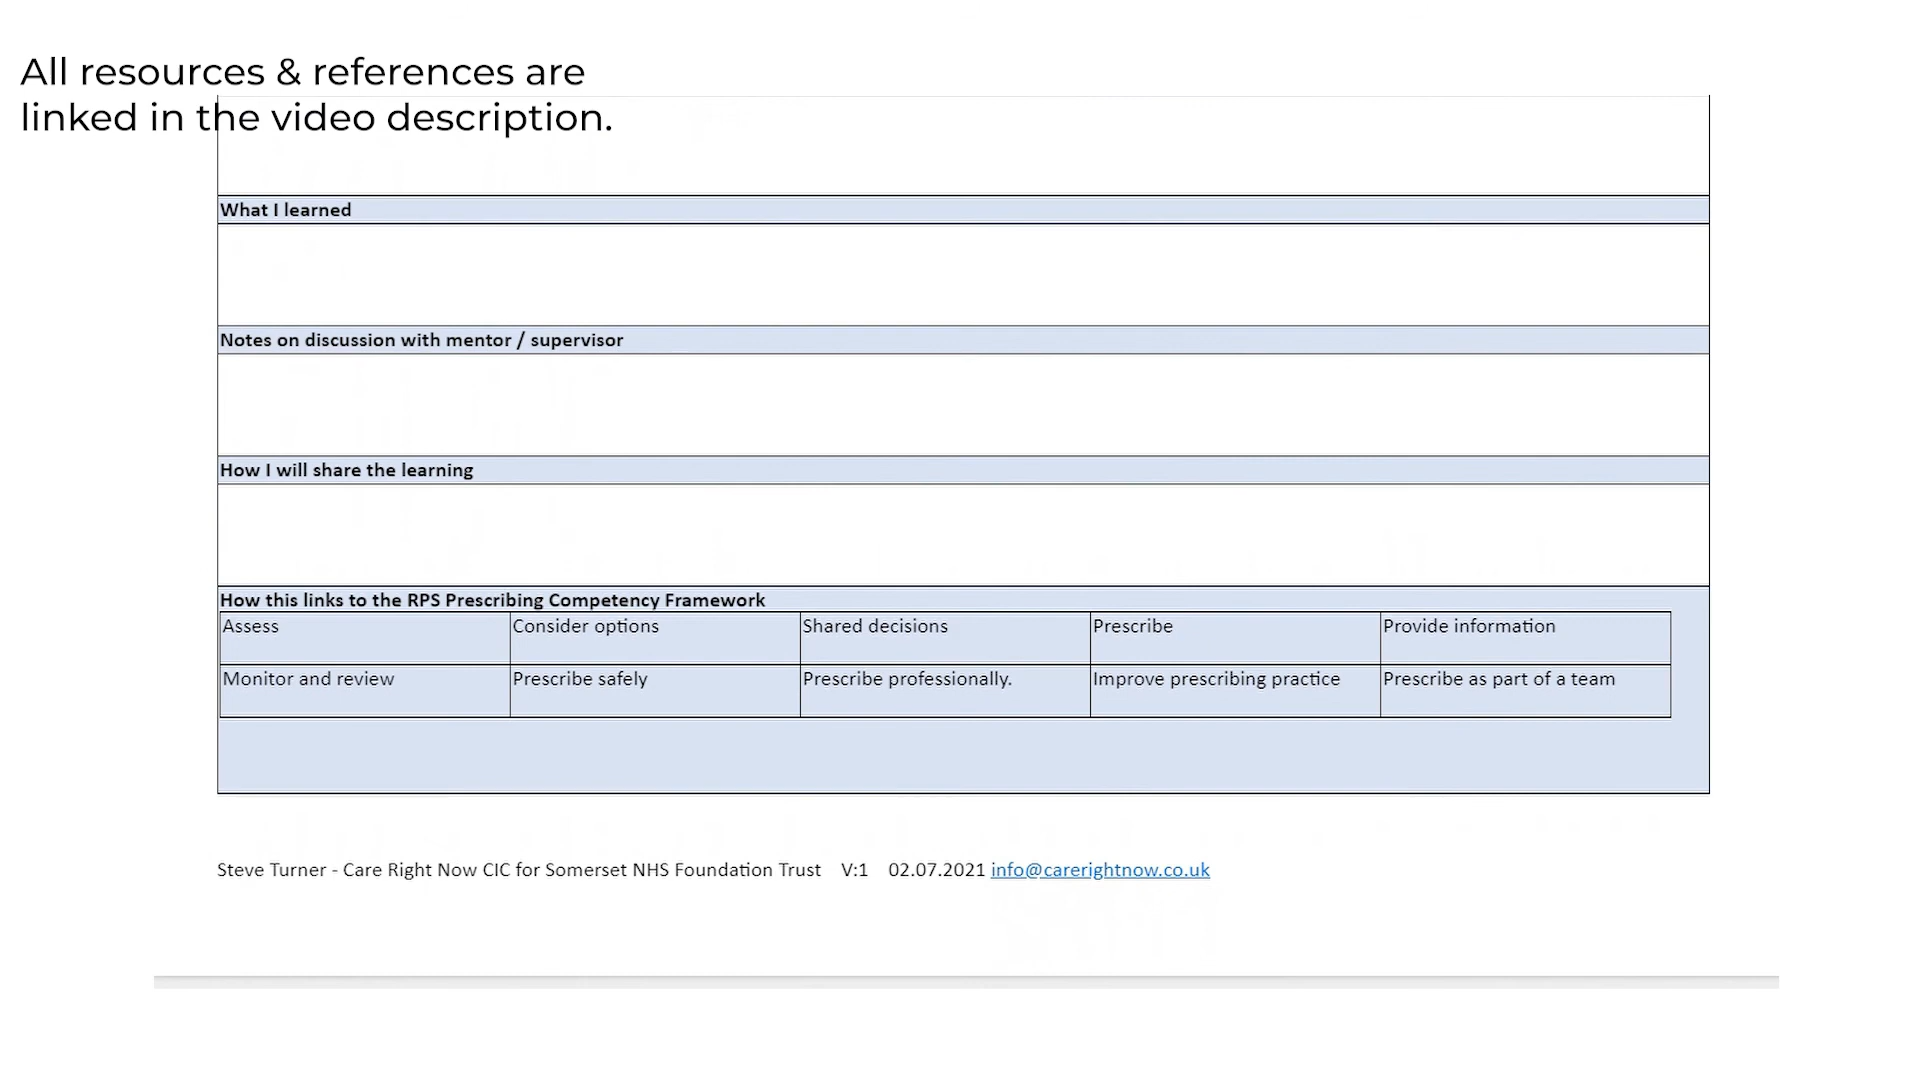 All resources & references are
linked in the video description.
What I learned
Notes on discussion with mentor / supervisor
How I will share the learning
How this links to the RPS Prescribing Competency Framework
Assess Consider options Shared decisions Prescribe Provide information
Monitor and review Prescribe safely Prescribe professionally. Improve prescribing practice Prescribe as part of a team
Steve Turner - Care Right Now CIC for Somerset NHS Foundation Trust V:1 02.07.2021 info@carerightnow.co.uk